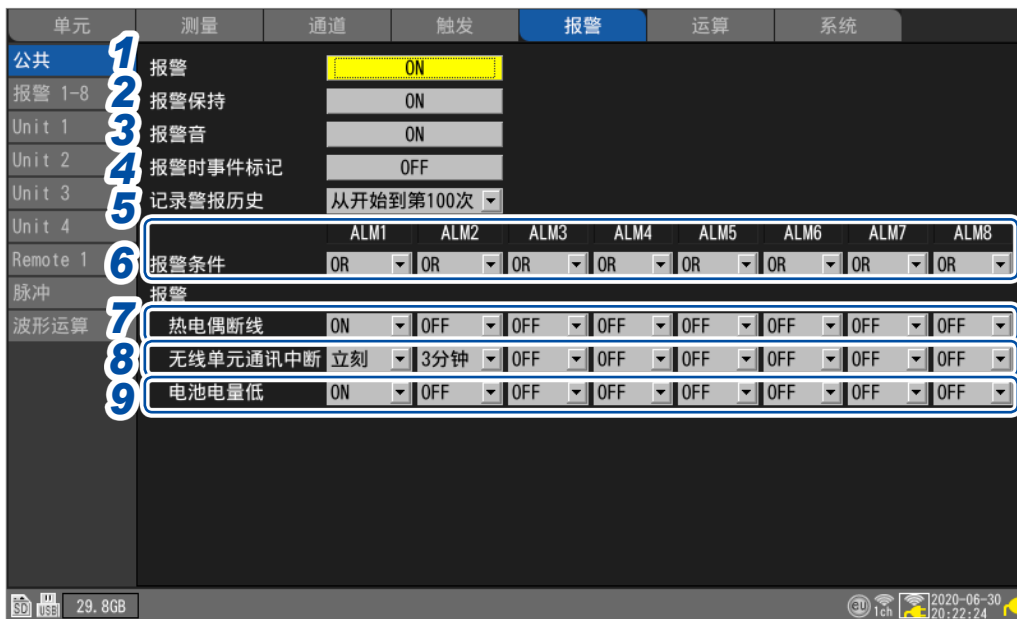 单元 测量 通道 触发 报警 运算 系统
公共 1 报警 ON
报警 1-8 2 报警保持 ON
Unit 1 3 报警音 ON
Unit 2 4 报警时事件标记 OFF
Unit 3 5 记录警报历史 从开始到第100次
Unit 4 ALM1 ALM2 ALM3 ALM4 ALM5 ALM6 ALM7 ALM8
Remote 1 6 报警条件 OR OR OR OR OR OR OR OR
脉冲 报警
波形运算 7 热电偶断线 ON OFF OFF OFF OFF OFF OFF OFF
8 无线单元通讯中断 立刻 3分钟 OFF OFF OFF OFF OFF OFF
9 电池电量低 ON OFF OFF OFF OFF OFF OFF OFF
SD USB 29.8GB eu 1ch 2020-06-30
20:22:24